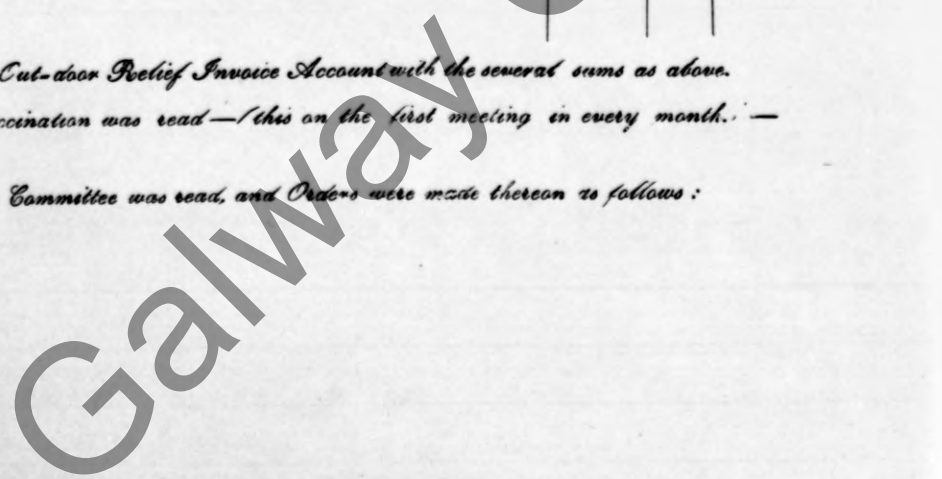 Out-door Relief Invoice Account with the several sums as above.
ccination was read—(this on the first meeting in every month.)—
Committee was read, and Orders were made thereon as follows:
Galway